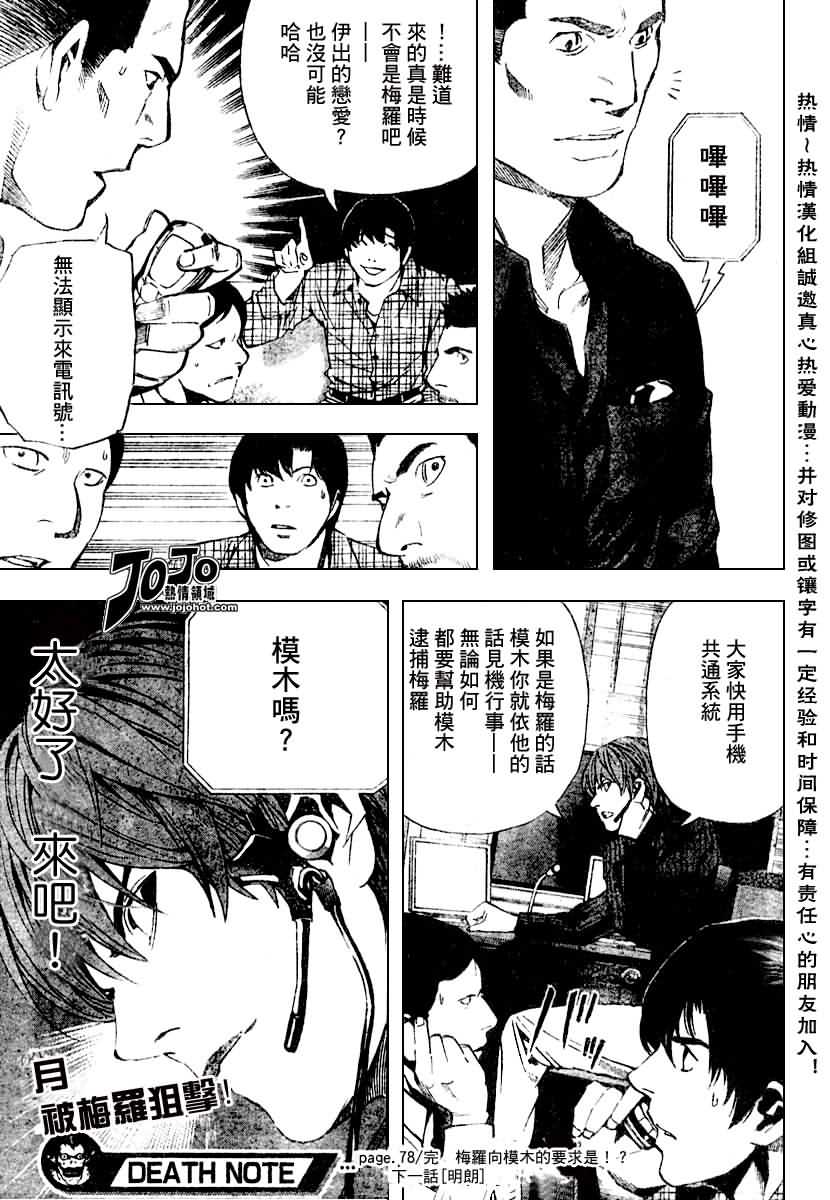 嗶
嗶
嗶
！…難道
來的真是時候
不會是梅羅吧
——
伊出的戀愛？
也沒可能
哈哈
無法顯示來電訊號…
JOJO
熱情領域
www.jojohot.com
大家快用手機
共通系統
如果是梅羅的話
模木你就依他的
話見機行事——
無論如何
都要幫助模木
逮捕梅羅
模木嗎？
太好了 來吧！
月
被梅羅狙擊！
DEATH NOTE
... page. 78/完 梅羅向模木的要求是！？
下一話[明朗]
热情～热情漢化組誠邀真心热爱動漫…并对修图或镶字有一定经验和时间保障…有责任心的朋友加入！